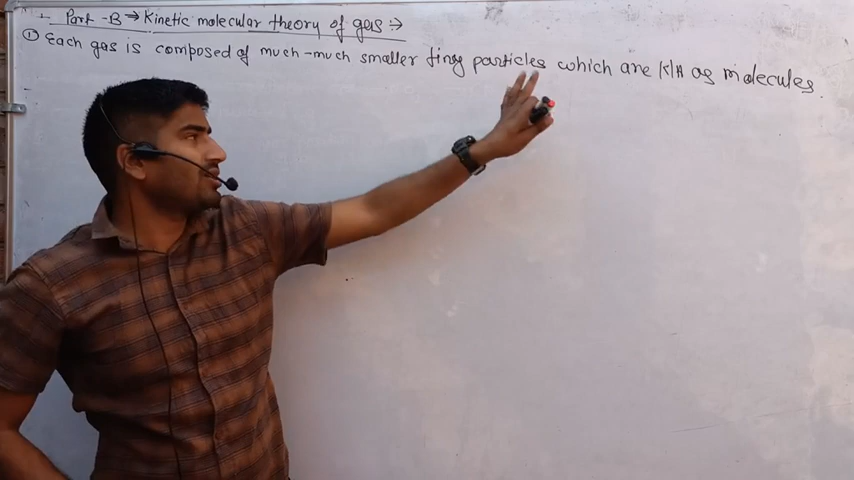 Part -B → Kinetic molecular theory of gas :→
① Each gas is composed of much-much smaller tiny particles which are K/A as molecules.